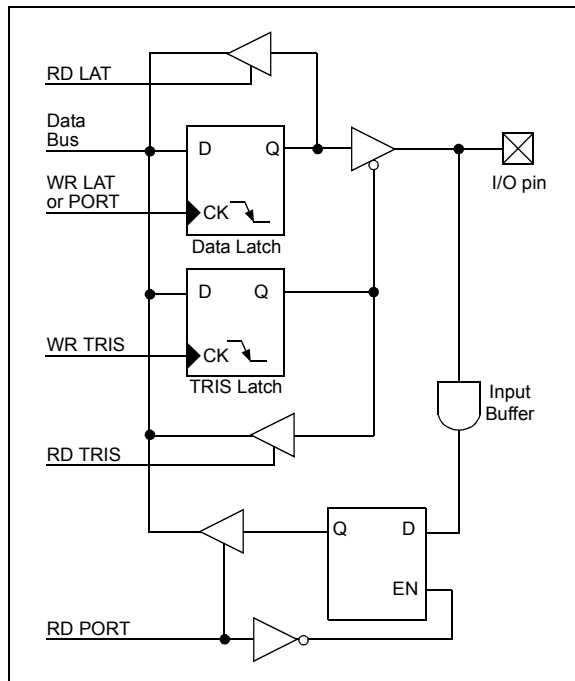 RD LAT
Data
Bus
D
Q
WR LAT
or PORT
CK
Data Latch
I/O pin
D
Q
WR TRIS
CK
TRIS Latch
Input
Buffer
RD TRIS
Q
D
EN
RD PORT